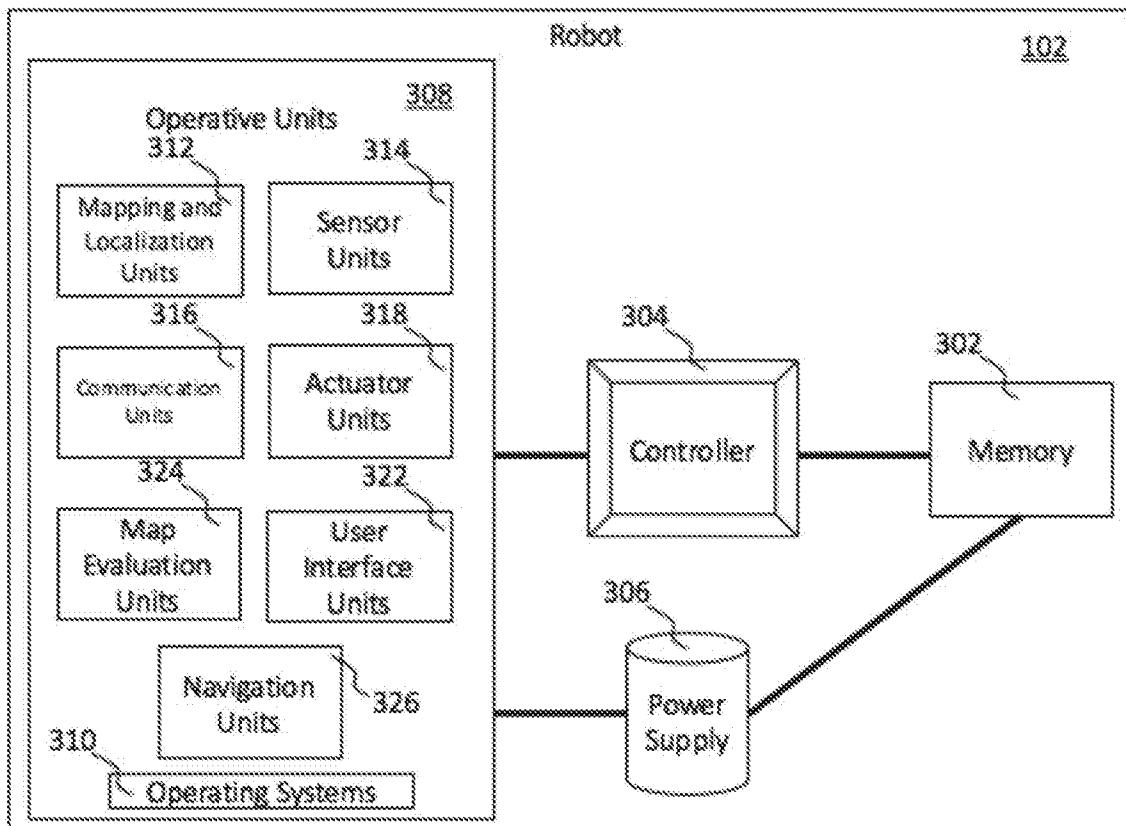 Robot
102
308
Operative Units
312
314
Mapping and
Localization
Units
Sensor
Units
316
318
Communication
Units
Actuator
Units
324
322
Map
Evaluation
Units
User
Interface
Units
Navigation
Units
326
310
Operating Systems
304
Controller
302
Memory
306
Power
Supply